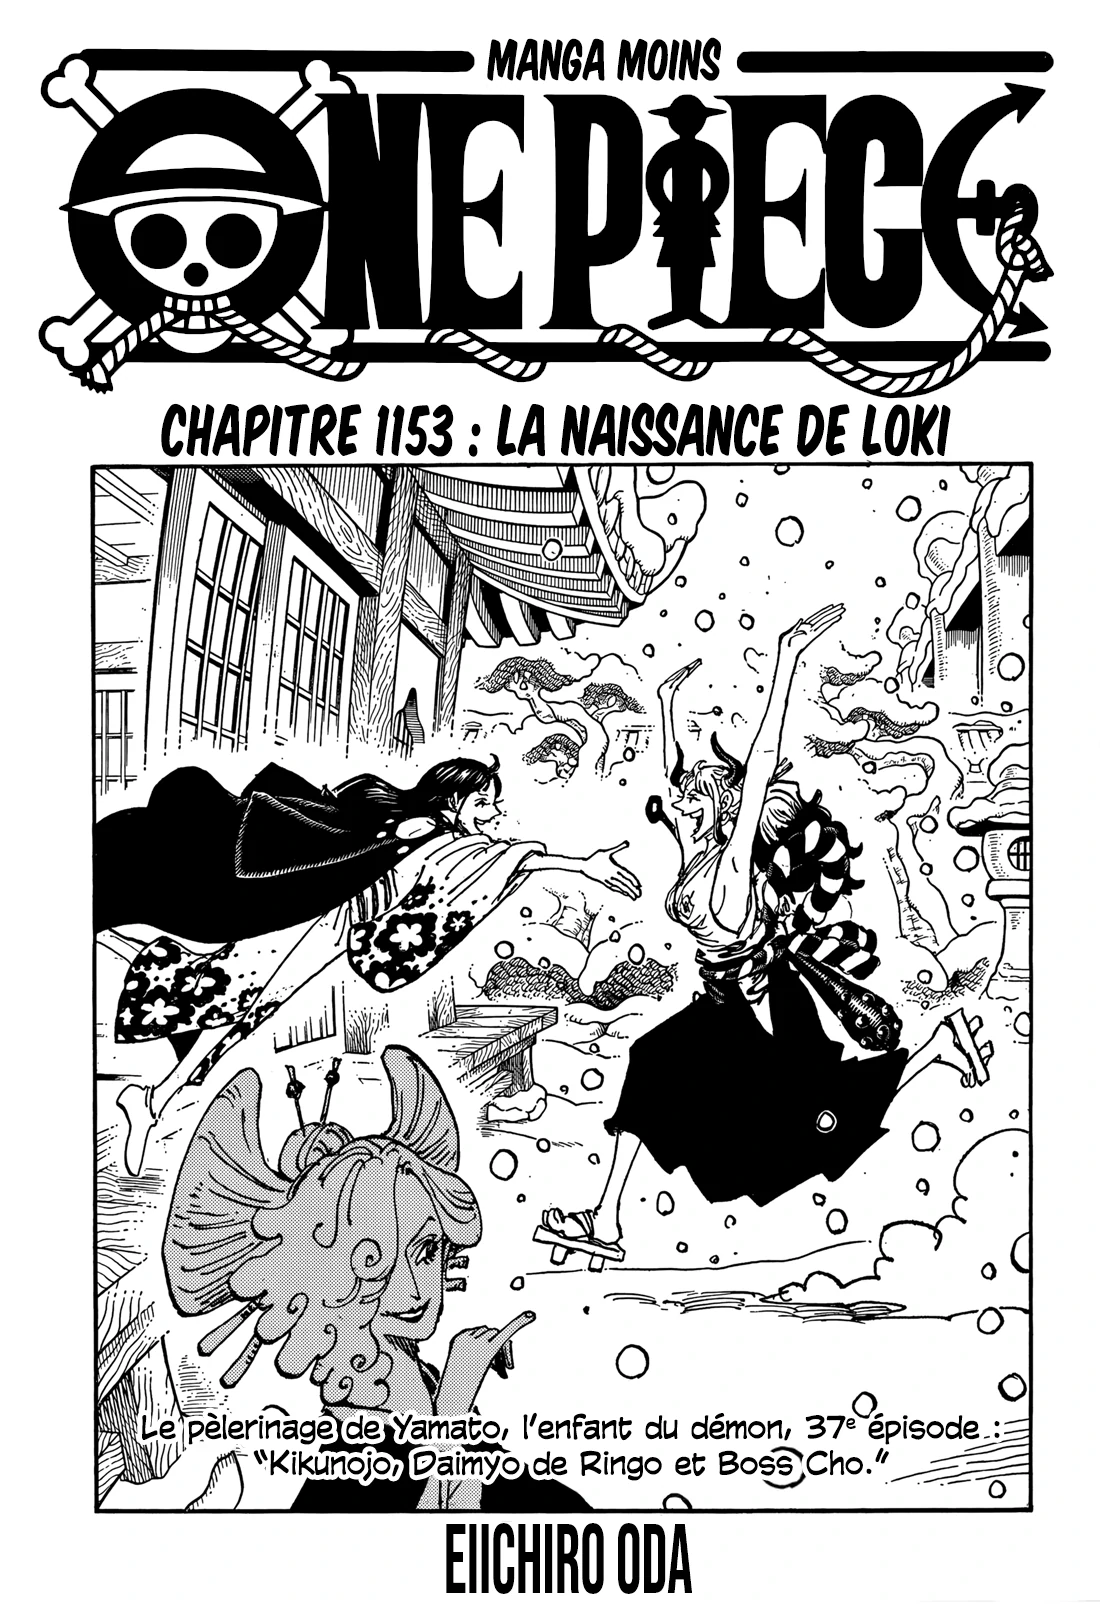 MANGA MOINS
ONE PIECE
CHAPITRE 1153 : LA NAISSANCE DE LOKI
Le pèlerinage de Yamato, l'enfant du démon, 37e épisode :
"Kikunojo, Daimyo de Ringo et Boss Cho."
EIICHIRO ODA